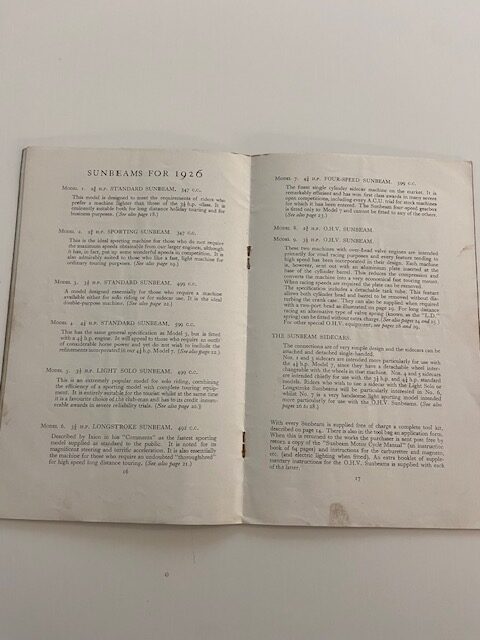 SUNBEAMS FOR 1926
MODEL 1. 2¾ H.P. STANDARD SUNBEAM. 347 C.C.
This model is designed to meet the requirements of riders who
prefer a machine lighter than those of the 3½ h.p. class. It is
eminently suitable both for long distance holiday touring and for
business purposes. (See also page 18.)
MODEL 2. 2¾ H.P. SPORTING SUNBEAM. 347 C.C.
This is the ideal sporting machine for those who do not require
the maximum speeds attainable from our larger engines, although
it has, in fact, put up some wonderful speeds in competition. It is
also admirably suited to those who like a fast, light machine for
ordinary touring purposes. (See also page 19.)
MODEL 3. 3½ H.P. STANDARD SUNBEAM. 499 C.C.
A model designed essentially for those who require a machine
available either for solo riding or for sidecar use. It is the ideal
double-purpose machine. (See also page
MODEL 4. 4¼ H.P. STANDARD SUNBEAM. 599 C.C.
This has the same general specification as Model 3, but is fitted
with a 4¼ h.p. engine. It will appeal to those who require an outfit
of considerable home power and yet do not wish to include the
refinements incorporated in our 4¼ h.p. Model 7. (See also page 22.)
MODEL 5. 3½ H.P. LIGHT SOLO SUNBEAM. 499 C.C.
This is an extremely popular model for solo riding, combining
the efficiency of a sporting model with complete touring equip-
ment. It is entirely suitable for the tourist whilst at the same time
it is a favourite choice of the club-man and has to its credit innum-
erable awards in severe reliability trials. (See also page 20.)
MODEL 6. 3½ H.P. LONGSTROKE SUNBEAM. 492 C.C.
Described by Ixion in his "Comments" as the fastest sporting
model supplied as standard to the public. It is noted for its
magnificent steering and terrific acceleration. It is also essentially
the machine for those who require an undoubted "thoroughbred"
for high speed long distance touring. (See also page 21.)
16
MODEL 7. 4¼ H.P. FOUR-SPEED SUNBEAM. 599 C.C.
The finest single cylinder sidecar machine on the market. It is
remarkably efficient and has won first class awards in many severe
open competitions, including every A.C.U. trial for stock machines
for which it has been entered. The Sunbeam four-speed gearbox
is fitted only to Model 7 and cannot be fitted to any of the others.
(See also page 23.)
MODEL 8. 2¾ H.P. O.H.V. SUNBEAM.
MODEL 9. 3½ H.P. O.H.V. SUNBEAM.
These two machines with over-head valve engines are intended
primarily for road racing purposes and every feature tending to
high speed has been incorporated in their design. Each machine
is, however, sent out with an aluminium plate inserted at the
base of the cylinder barrel. This reduces the compression and
converts the machine into a very economical fast touring mount.
When racing speeds are required the plate can be removed.
The specification includes a detachable tank tube. This feature
allows both cylinder head and barrel to be removed without dis-
turbing the crank case. They can also be supplied when required
with a two-port head as illustrated on page 29. For long distance
racing an alternative type of valve spring (known as the "L.D."
spring) can be fitted without extra charge. (See also pages 24 and 25.)
For other special O.H.V. equipment, see pages 28 and 29.
THE SUNBEAM SIDECARS.
The connections are of very simple design and the sidecars can be
attached and detached single-handed.
Nos. 1 and 3 sidecars are intended more particularly for use with
the 4¼ h.p. Model 7, since they have a detachable wheel inter-
changeable with the wheels in that machine. Nos. 2 and 5 sidecars
are intended chiefly for use with the 3½ h.p. and 4¼ h.p. standard
models. Riders who wish to use a sidecar with the Light Solo or
Longstroke Sunbeams will be particularly interested in No. 6,
whilst No. 7 is a very handsome light sporting model intended
more particularly for use with the O.H.V. Sunbeams. (See also
pages 26 to 28.)
With every Sunbeam is supplied free of charge a complete tool kit,
described on page 14. There is also in the tool bag an application form.
When this is returned to the works the purchaser is sent post free by
return, a copy of the "Sunbeam Motor Cycle Manual" (an instruction
book of 64 pages) and instructions for the carburetter and magneto,
etc. (and electric lighting when fitted). An extra booklet of supple-
mentary instructions for the O.H.V. Sunbeams is supplied with each
of the latter.
17